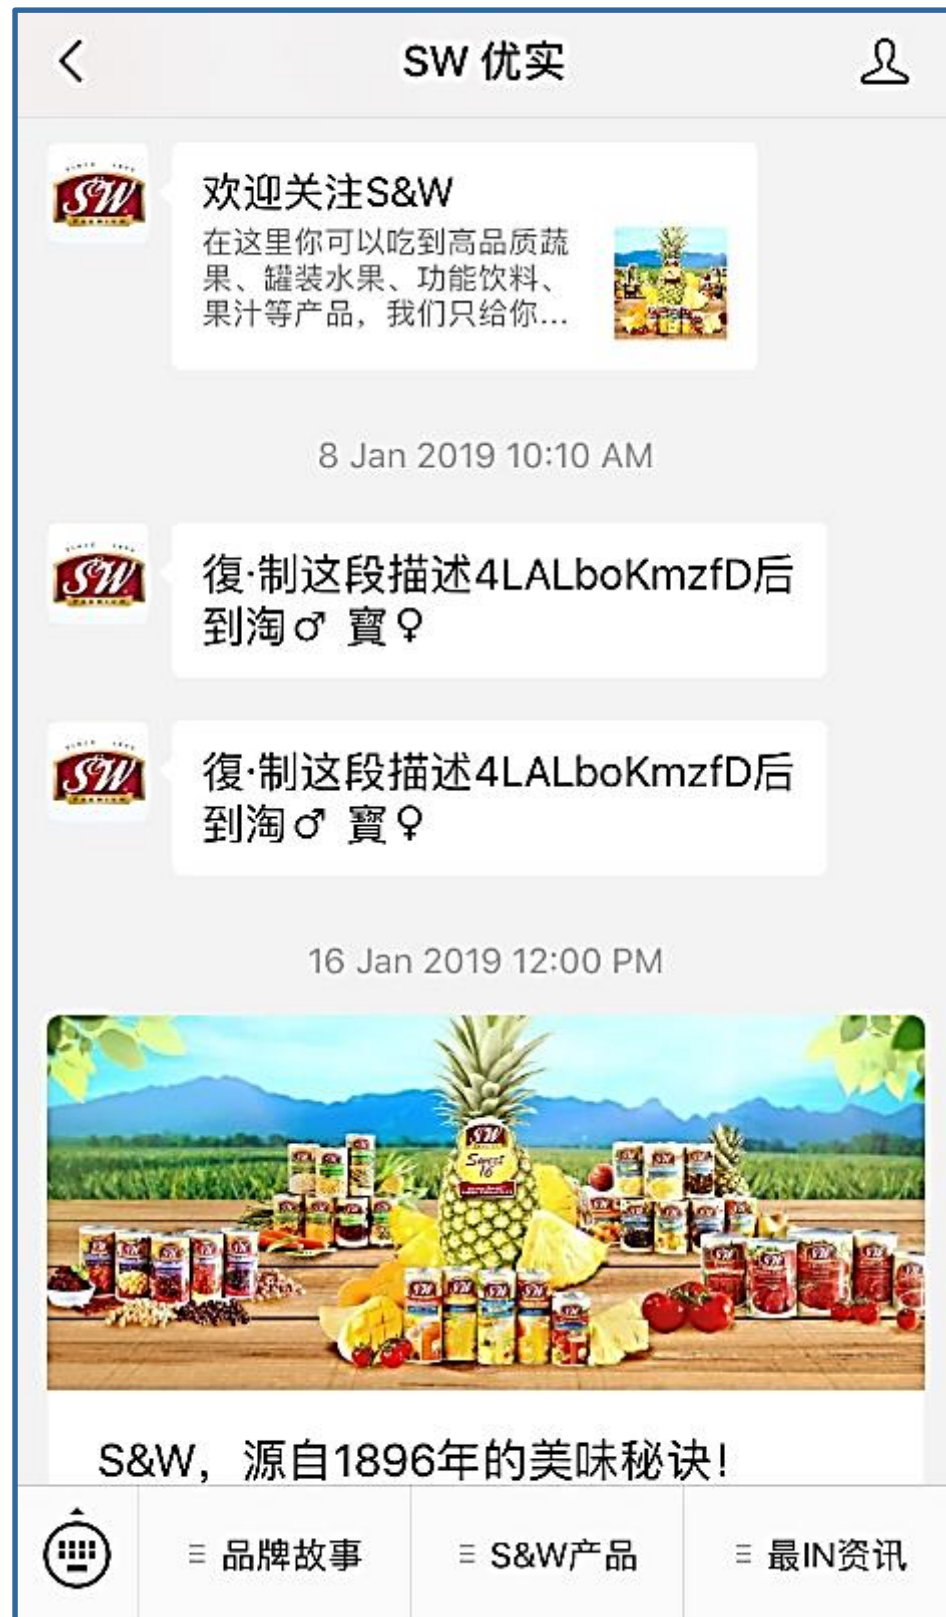 SW 优实
S&W
欢迎关注S&W
在这里你可以吃到高品质蔬
果、罐装水果、功能饮料、
果汁等产品，我们只给你...
8 Jan 2019 10:10 AM
S&W
復·制这段描述4LALboKmzfD后
到淘♂ 寳♀
S&W
復·制这段描述4LALboKmzfD后
到淘♂ 寳♀
16 Jan 2019 12:00 PM
S&W
Sweet
16
S&W，源自1896年的美味秘诀！
☰ 品牌故事
☰ S&W产品
☰ 最IN资讯